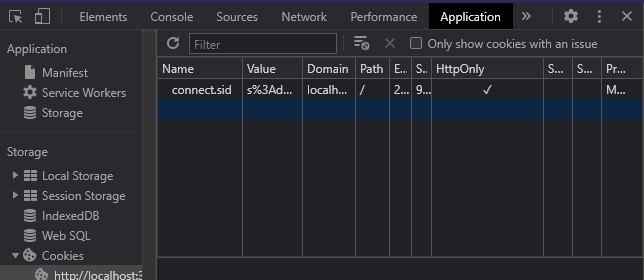 Elements Console Sources Network Performance Application »
Application
Manifest
Service Workers
Storage
Storage
Local Storage
Session Storage
IndexedDB
Web SQL
Cookies
http://localhost:3
Filter
Only show cookies with an issue
Name Value Domain Path E... S... HttpOnly S... S... Pr...
connect.sid s%3Ad... localh... / 2... 9... ✓ M...